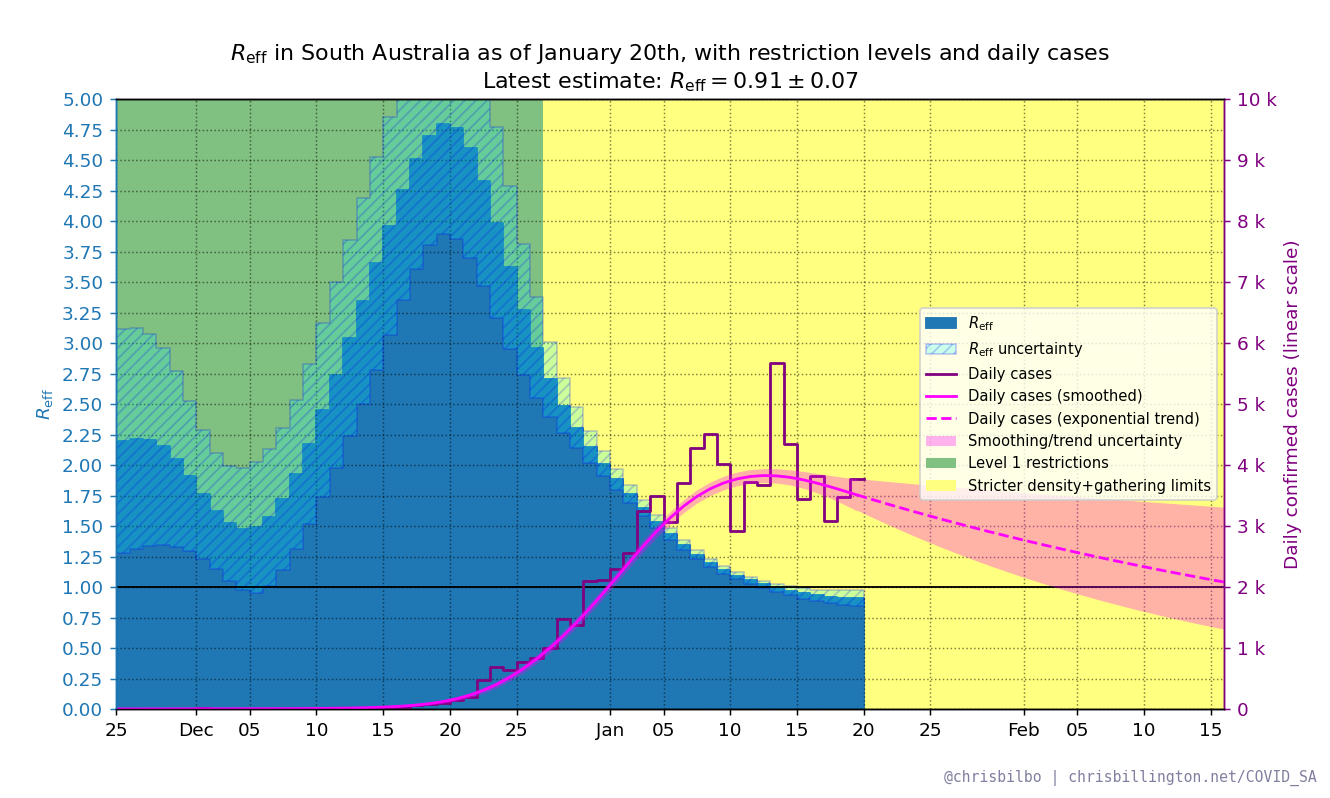 R_eff in South Australia as of January 20th, with restriction levels and daily cases
Latest estimate: R_eff = 0.91 ± 0.07
5.00
4.75
4.50
4.25
4.00
3.75
3.50
3.25
3.00
2.75
2.50
2.25
2.00
1.75
1.50
1.25
1.00
0.75
0.50
0.25
0.00
R_eff
10 k
9 k
8 k
7 k
6 k
5 k
4 k
3 k
2 k
1 k
0
Daily confirmed cases (linear scale)
R_eff
R_eff uncertainty
Daily cases
Daily cases (smoothed)
Daily cases (exponential trend)
Smoothing/trend uncertainty
Level 1 restrictions
Stricter density+gathering limits
25 Dec 05 10 15 20 25 Jan 05 10 15 20 25 Feb 05 10 15
@chrisbilbo | chrisbillington.net/COVID_SA